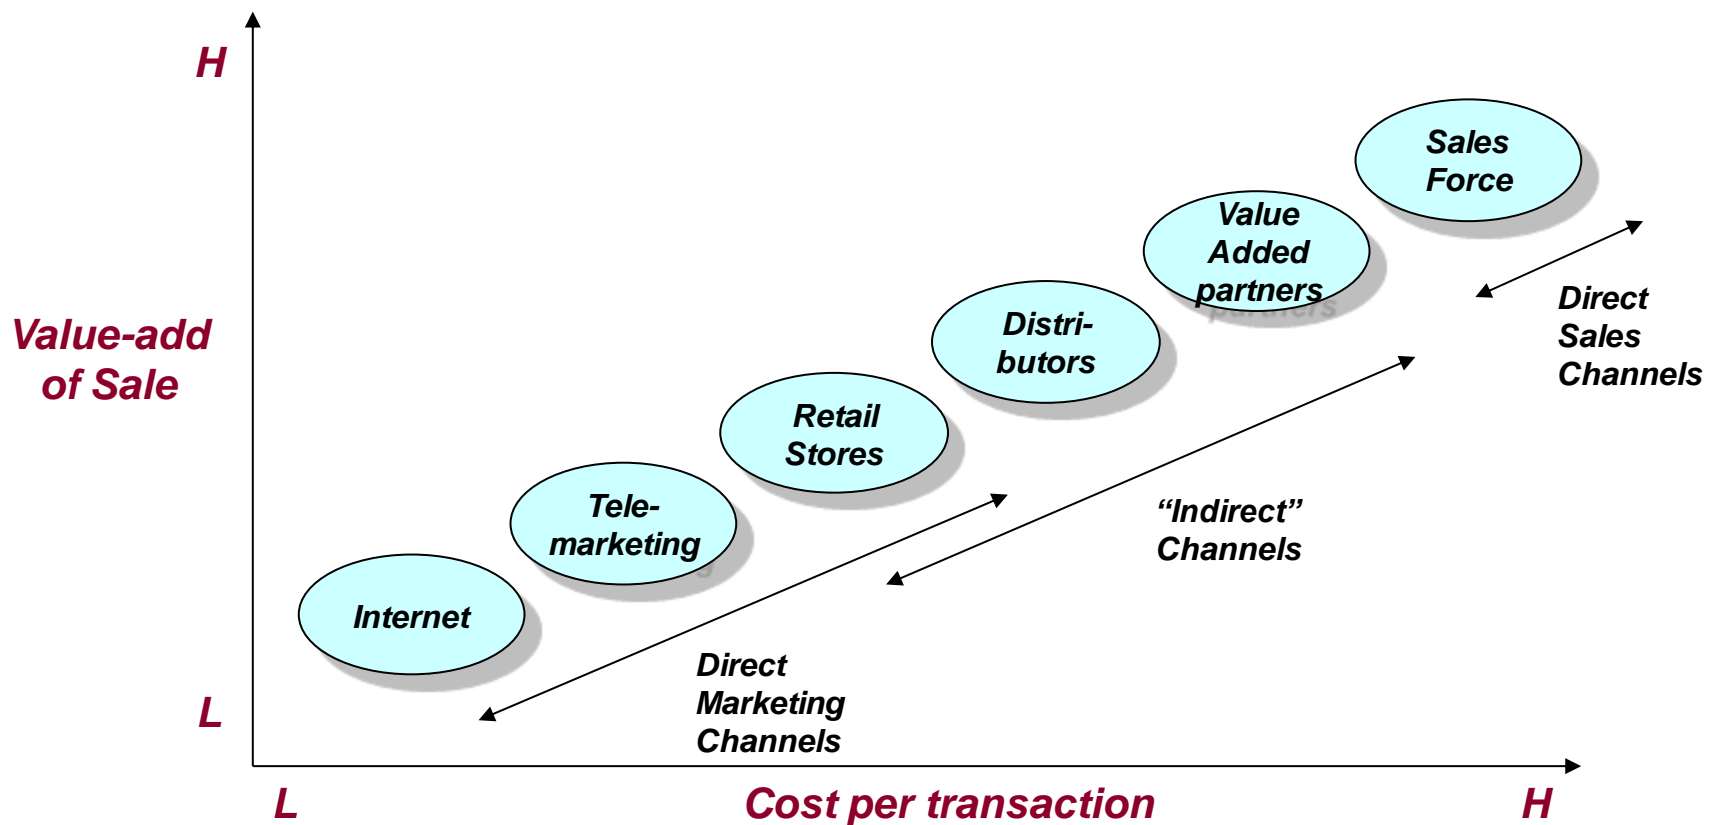 H
Sales
Force
Value
Added
partners
Direct
Sales
Channels
Distri-
butors
Value-add
of Sale
Retail
Stores
Tele-
marketing
“Indirect”
Channels
Internet
Direct
Marketing
Channels
L
L
Cost per transaction
H